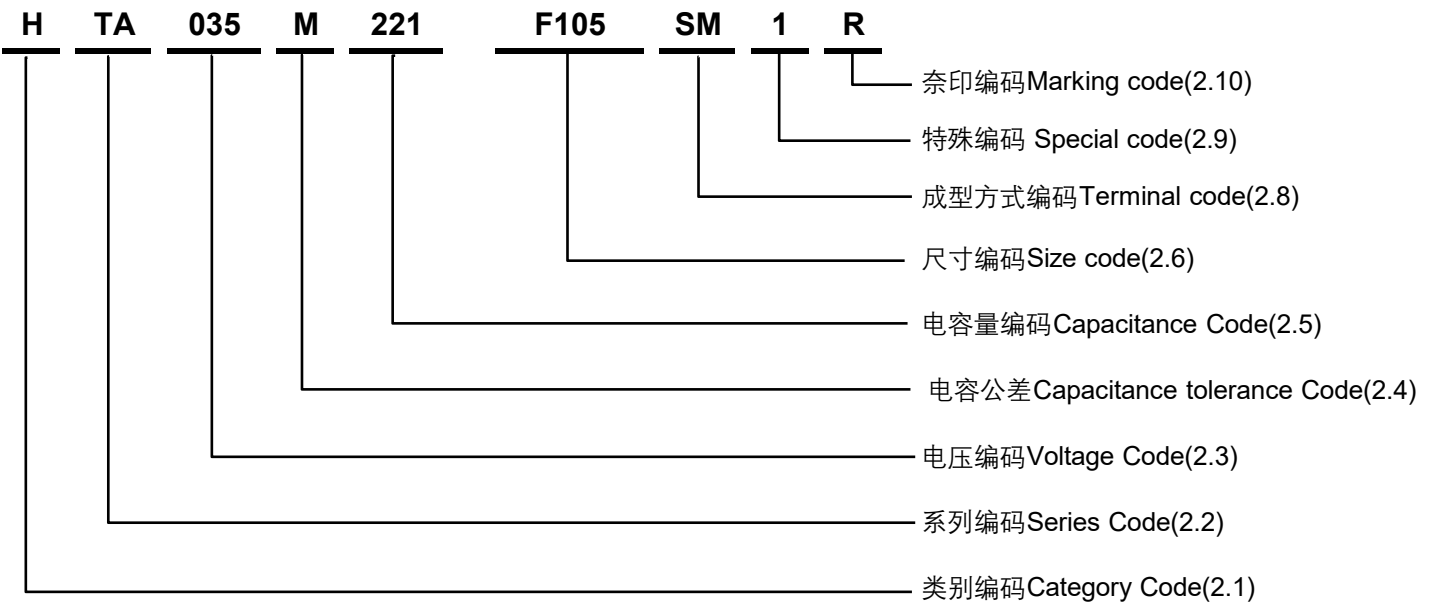 H TA 035 M 221 F105 SM 1 R
奈印编码Marking code(2.10)
特殊编码 Special code(2.9)
成型方式编码Terminal code(2.8)
尺寸编码Size code(2.6)
电容量编码Capacitance Code(2.5)
电容公差Capacitance tolerance Code(2.4)
电压编码Voltage Code(2.3)
系列编码Series Code(2.2)
类别编码Category Code(2.1)